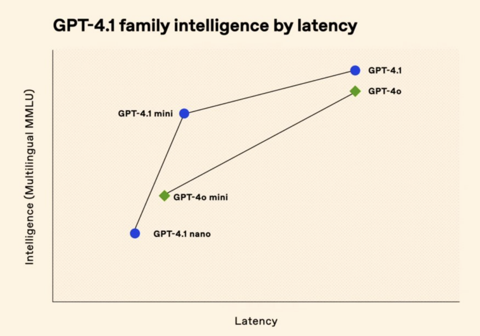 GPT-4.1 family intelligence by latency
Intelligence (Multilingual MMLU)
GPT-4.1
GPT-4o
GPT-4.1 mini
GPT-4o mini
GPT-4.1 nano
Latency